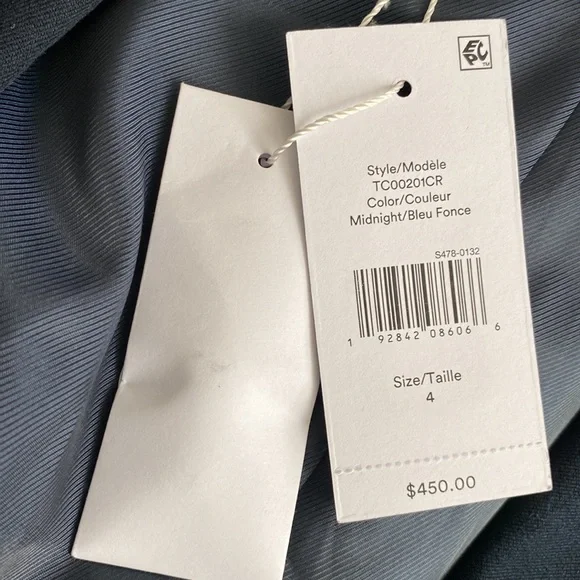 EPC™
Style/Modèle
TC00201CR
Color/Couleur
Midnight/Bleu Fonce
S478-0132
1 92842 08606 6
Size/Taille
4
$450.00